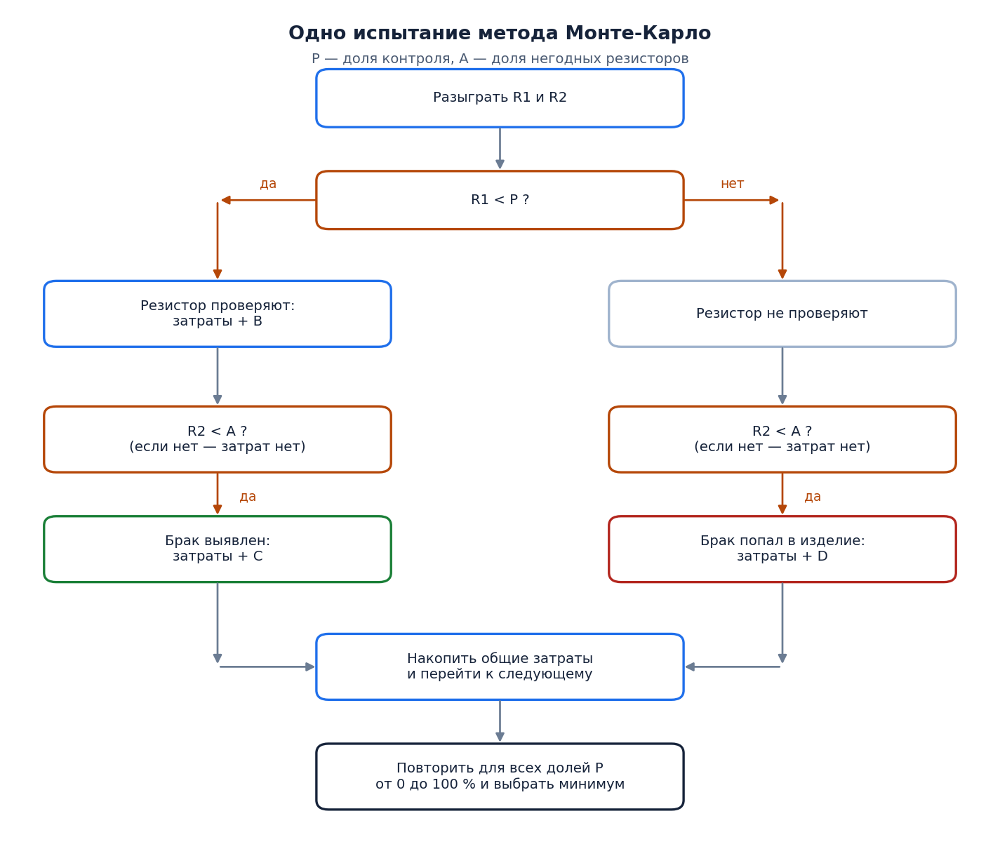 Одно испытание метода Монте-Карло
P — доля контроля, A — доля негодных резисторов
Разыграть R1 и R2
R1 < P ?
да
нет
Резистор проверяют:
затраты + B
Резистор не проверяют
R2 < A ?
(если нет — затрат нет)
R2 < A ?
(если нет — затрат нет)
да
да
Брак выявлен:
затраты + C
Брак попал в изделие:
затраты + D
Накопить общие затраты
и перейти к следующему
Повторить для всех долей P
от 0 до 100 % и выбрать минимум